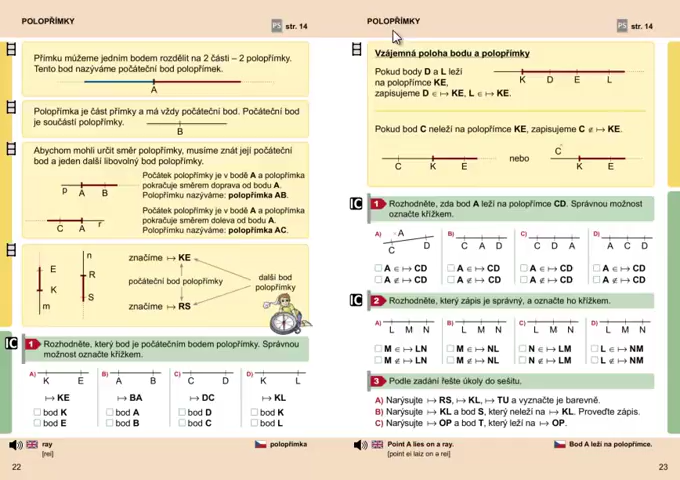 POLOPŘÍMKY
PS str. 14
Přímku můžeme jedním bodem rozdělit na 2 části – 2 polopřímky.
Tento bod nazýváme počáteční bod polopřímek.
A
Polopřímka je část přímky a má vždy počáteční bod. Počáteční bod
je součástí polopřímky.
B
Abychom mohli určit směr polopřímky, musíme znát její počáteční
bod a jeden další libovolný bod polopřímky.
Počátek polopřímky je v bodě A a polopřímka
pokračuje směrem doprava od bodu A.
Polopřímku nazýváme: polopřímka AB.
p A B
Počátek polopřímky je v bodě A a polopřímka
pokračuje směrem doleva od bodu A.
Polopřímku nazýváme: polopřímka AC.
C A r
E
K
m
n
R
S
značíme ↦ KE
počáteční bod polopřímky
další bod
polopřímky
značíme ↦ RS
1 Rozhodněte, který bod je počátečním bodem polopřímky. Správnou
možnost označte křížkem.
A) K E
B) A B
C) C D
D) K L
↦ KE ↦ BA ↦ DC ↦ KL
bod K bod A bod D bod K
bod E bod B bod C bod L
ray
[rei]
polopřímka
22
POLOPŘÍMKY
PS str. 14
Vzájemná poloha bodu a polopřímky
Pokud body D a L leží
na polopřímce KE,
zapisujeme D ∈ ↦ KE, L ∈ ↦ KE.
K D E L
Pokud bod C neleží na polopřímce KE, zapisujeme C ∉ ↦ KE.
C K E
nebo
C
K E
IC 1 Rozhodněte, zda bod A leží na polopřímce CD. Správnou možnost
označte křížkem.
A) A C D
B) C A D
C) C D A
D) A C D
A ∈ ↦ CD A ∈ ↦ CD A ∈ ↦ CD A ∈ ↦ CD
A ∉ ↦ CD A ∉ ↦ CD A ∉ ↦ CD A ∉ ↦ CD
IC 2 Rozhodněte, který zápis je správný, a označte ho křížkem.
A) L M N
B) L M N
C) L M N
D) L M N
M ∈ ↦ LN M ∈ ↦ NL N ∈ ↦ LM L ∈ ↦ NM
M ∉ ↦ LN M ∉ ↦ NL N ∉ ↦ LM L ∉ ↦ NM
3 Podle zadání řešte úkoly do sešitu.
A) Narýsujte ↦ RS, ↦ KL, ↦ TU a vyznačte je barevně.
B) Narýsujte ↦ KL a bod S, který neleží na ↦ KL. Proveďte zápis.
C) Narýsujte ↦ OP a bod T, který leží na ↦ OP.
Point A lies on a ray.
[point ei laiz on ə rei]
Bod A leží na polopřímce.
23